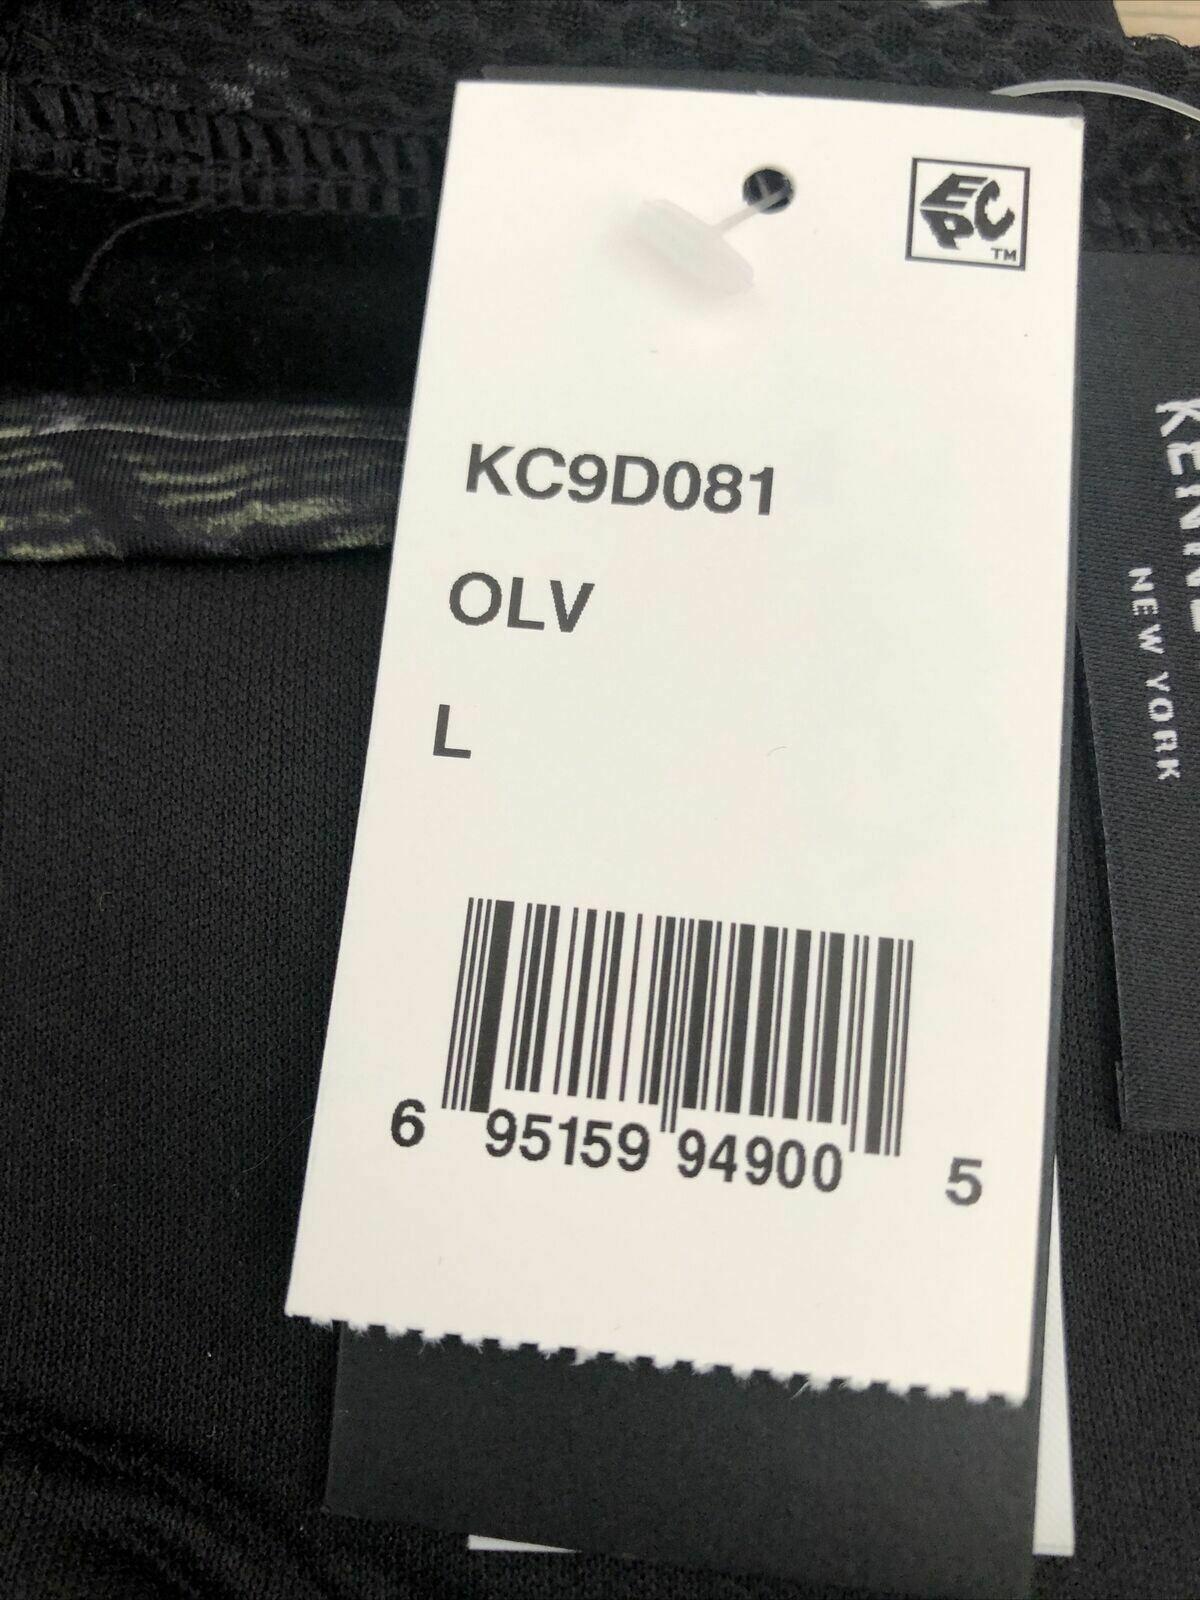 EPC
TM
KC9D081
OLV
L
6 95159 94900 5
NEW YORK